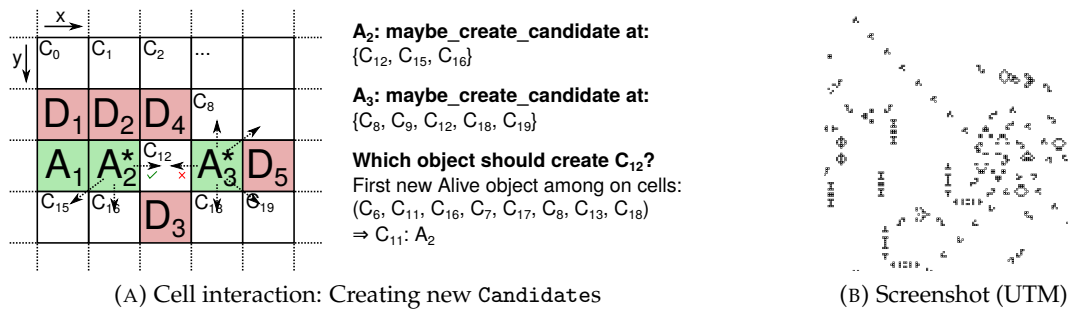 x
y
C0 C1 C2 ...
D1 D2 D4 C8
A1 A2* C12 A3* D5
✓ ×
C15 C16 D3 C18 C19
A2: maybe_create_candidate at:
{C12, C15, C16}
A3: maybe_create_candidate at:
{C8, C9, C12, C18, C19}
Which object should create C12?
First new Alive object among on cells:
(C6, C11, C16, C7, C17, C8, C13, C18)
⇒ C11: A2
(A) Cell interaction: Creating new Candidates
(B) Screenshot (UTM)